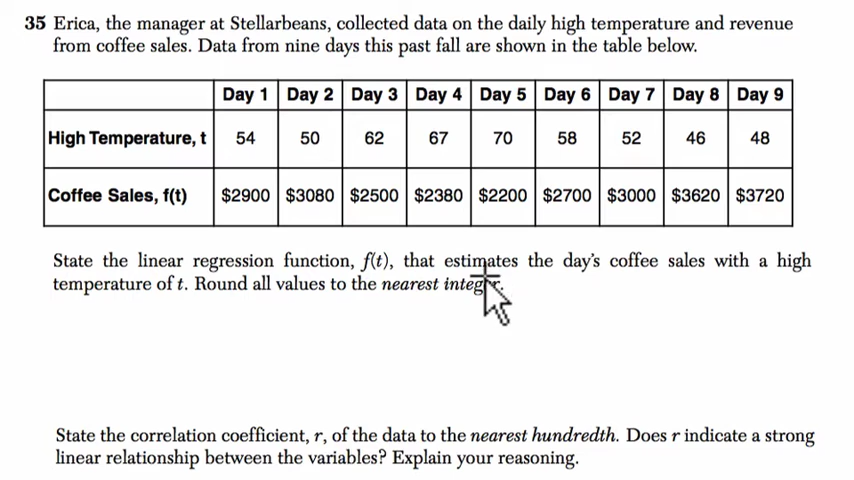 35 Erica, the manager at Stellarbeans, collected data on the daily high temperature and revenue
from coffee sales. Data from nine days this past fall are shown in the table below.
Day 1 Day 2 Day 3 Day 4 Day 5 Day 6 Day 7 Day 8 Day 9
High Temperature, t 54 50 62 67 70 58 52 46 48
Coffee Sales, f(t) $2900 $3080 $2500 $2380 $2200 $2700 $3000 $3620 $3720
State the linear regression function, f(t), that estimates the day's coffee sales with a high
temperature of t. Round all values to the nearest integer.
State the correlation coefficient, r, of the data to the nearest hundredth. Does r indicate a strong
linear relationship between the variables? Explain your reasoning.